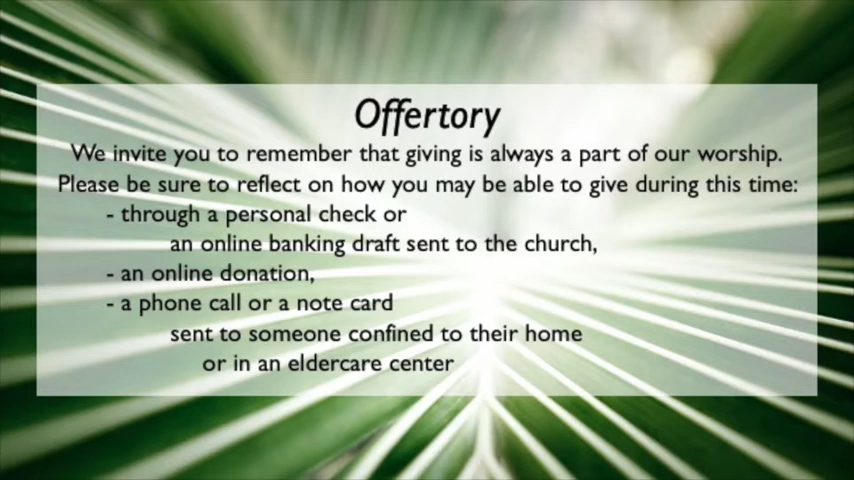 Offertory
We invite you to remember that giving is always a part of our worship.
Please be sure to reflect on how you may be able to give during this time:
- through a personal check or
an online banking draft sent to the church,
- an online donation,
- a phone call or a note card
sent to someone confined to their home
or in an eldercare center